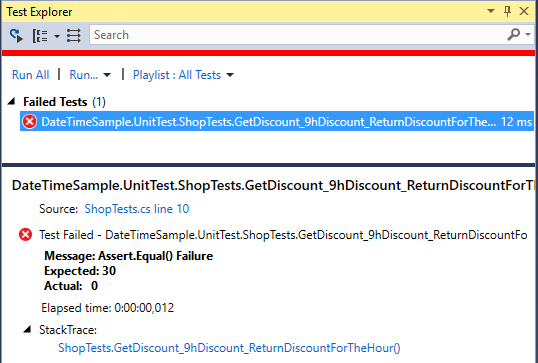 Test Explorer
Search
Run All | Run... | Playlist : All Tests
Failed Tests (1)
DateTimeSample.UnitTest.ShopTests.GetDiscount_9hDiscount_ReturnDiscountForThe... 12 ms
DateTimeSample.UnitTest.ShopTests.GetDiscount_9hDiscount_ReturnDiscountForT
Source: ShopTests.cs line 10
Test Failed - DateTimeSample.UnitTest.ShopTests.GetDiscount_9hDiscount_ReturnDiscountFo
Message: Assert.Equal() Failure
Expected: 30
Actual: 0
Elapsed time: 0:00:00,012
StackTrace:
ShopTests.GetDiscount_9hDiscount_ReturnDiscountForTheHour()